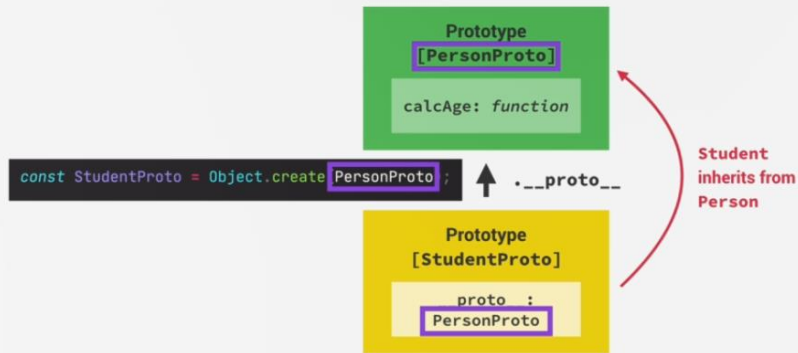 Prototype
[PersonProto]
calcAge: function
const StudentProto = Object.create(PersonProto);
.__proto__
Student
inherits from
Person
Prototype
[StudentProto]
__proto__:
PersonProto